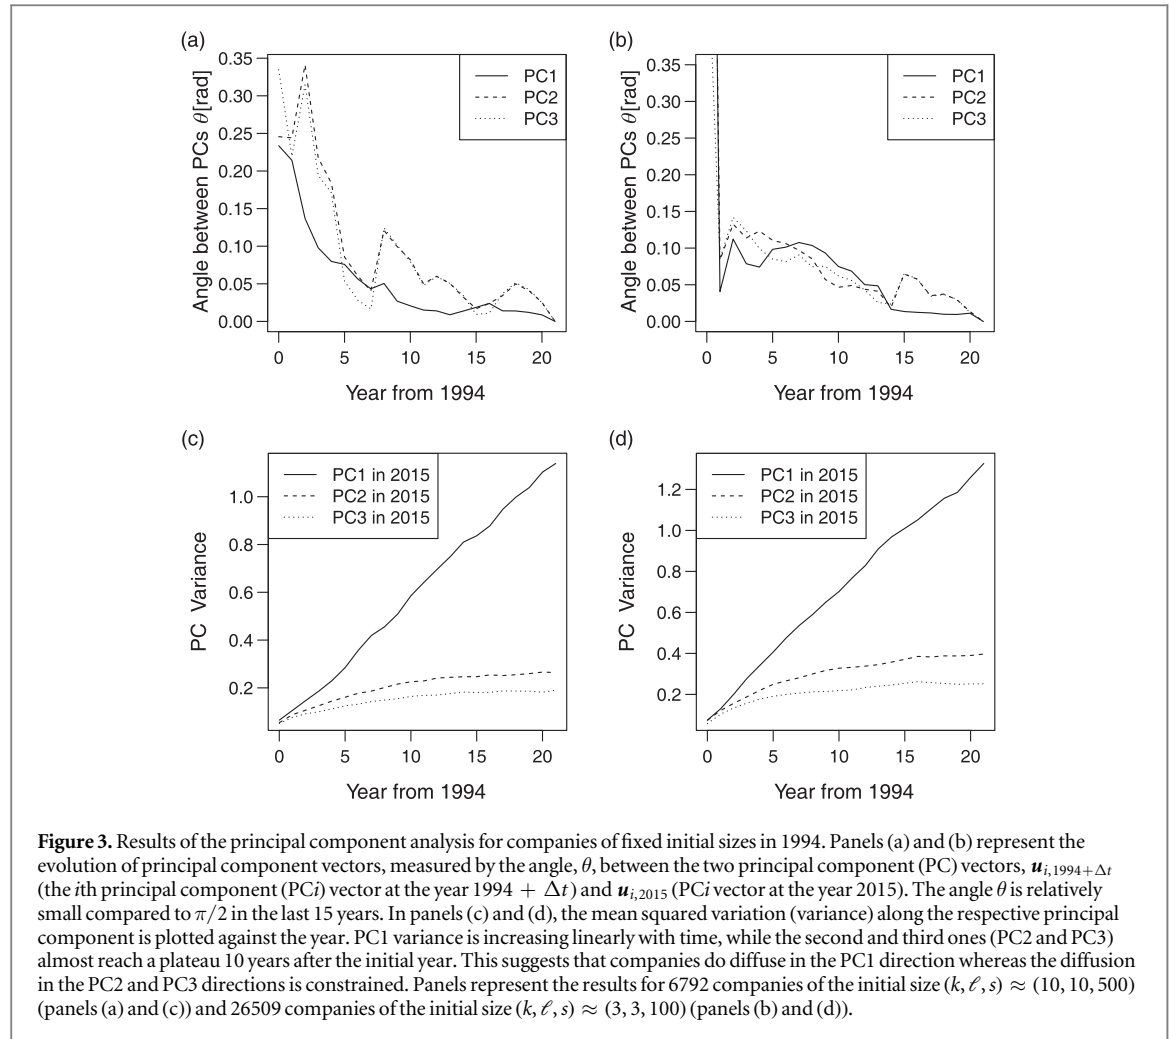 (a)
(b)
Angle between PCs θ[rad]
0.35
0.30
0.25
0.20
0.15
0.10
0.05
0.00
PC1
PC2
PC3
0 5 10 15 20
Year from 1994
Angle between PCs θ[rad]
0.35
0.30
0.25
0.20
0.15
0.10
0.05
0.00
PC1
PC2
PC3
0 5 10 15 20
Year from 1994
(c)
(d)
PC Variance
1.0
0.8
0.6
0.4
0.2
PC1 in 2015
PC2 in 2015
PC3 in 2015
0 5 10 15 20
Year from 1994
PC Variance
1.2
1.0
0.8
0.6
0.4
0.2
PC1 in 2015
PC2 in 2015
PC3 in 2015
0 5 10 15 20
Year from 1994
Figure 3. Results of the principal component analysis for companies of fixed initial sizes in 1994. Panels (a) and (b) represent the
evolution of principal component vectors, measured by the angle, θ, between the two principal component (PC) vectors, u_{i,1994+Δt}
(the ith principal component (PCi) vector at the year 1994 + Δt) and u_{i,2015} (PCi vector at the year 2015). The angle θ is relatively
small compared to π/2 in the last 15 years. In panels (c) and (d), the mean squared variation (variance) along the respective principal
component is plotted against the year. PC1 variance is increasing linearly with time, while the second and third ones (PC2 and PC3)
almost reach a plateau 10 years after the initial year. This suggests that companies do diffuse in the PC1 direction whereas the diffusion
in the PC2 and PC3 directions is constrained. Panels represent the results for 6792 companies of the initial size (k, ℓ, s) ≈ (10, 10, 500)
(panels (a) and (c)) and 26509 companies of the initial size (k, ℓ, s) ≈ (3, 3, 100) (panels (b) and (d)).